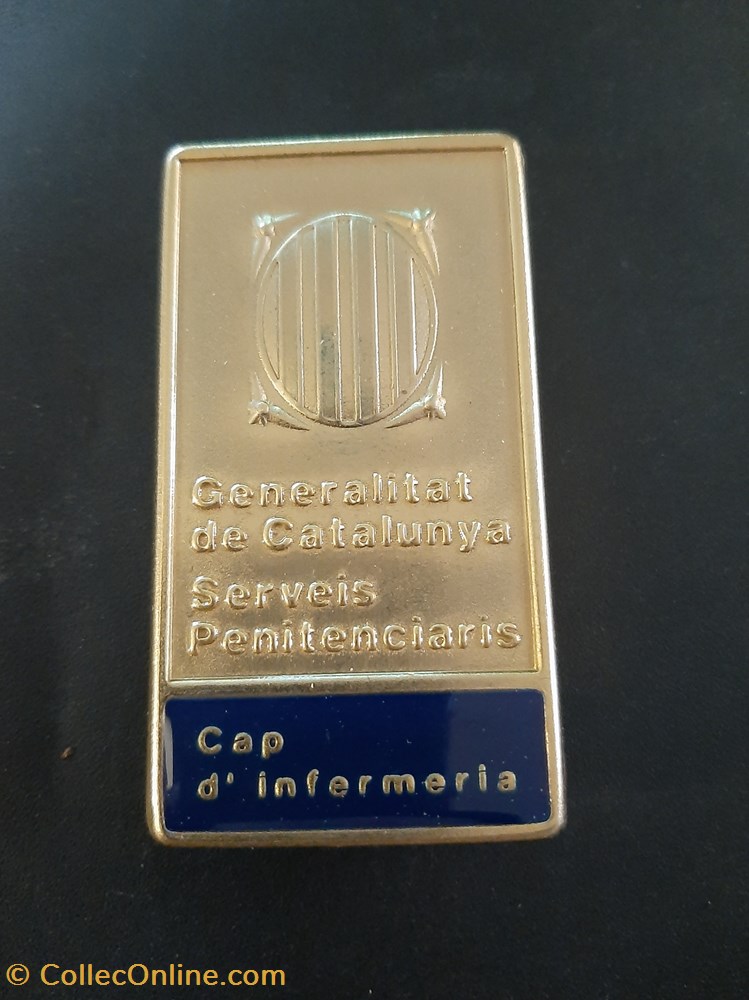 Generalitat
de Catalunya
Serveis
Penitenciaris
Cap
d' infermeria
© CollecOnline.com